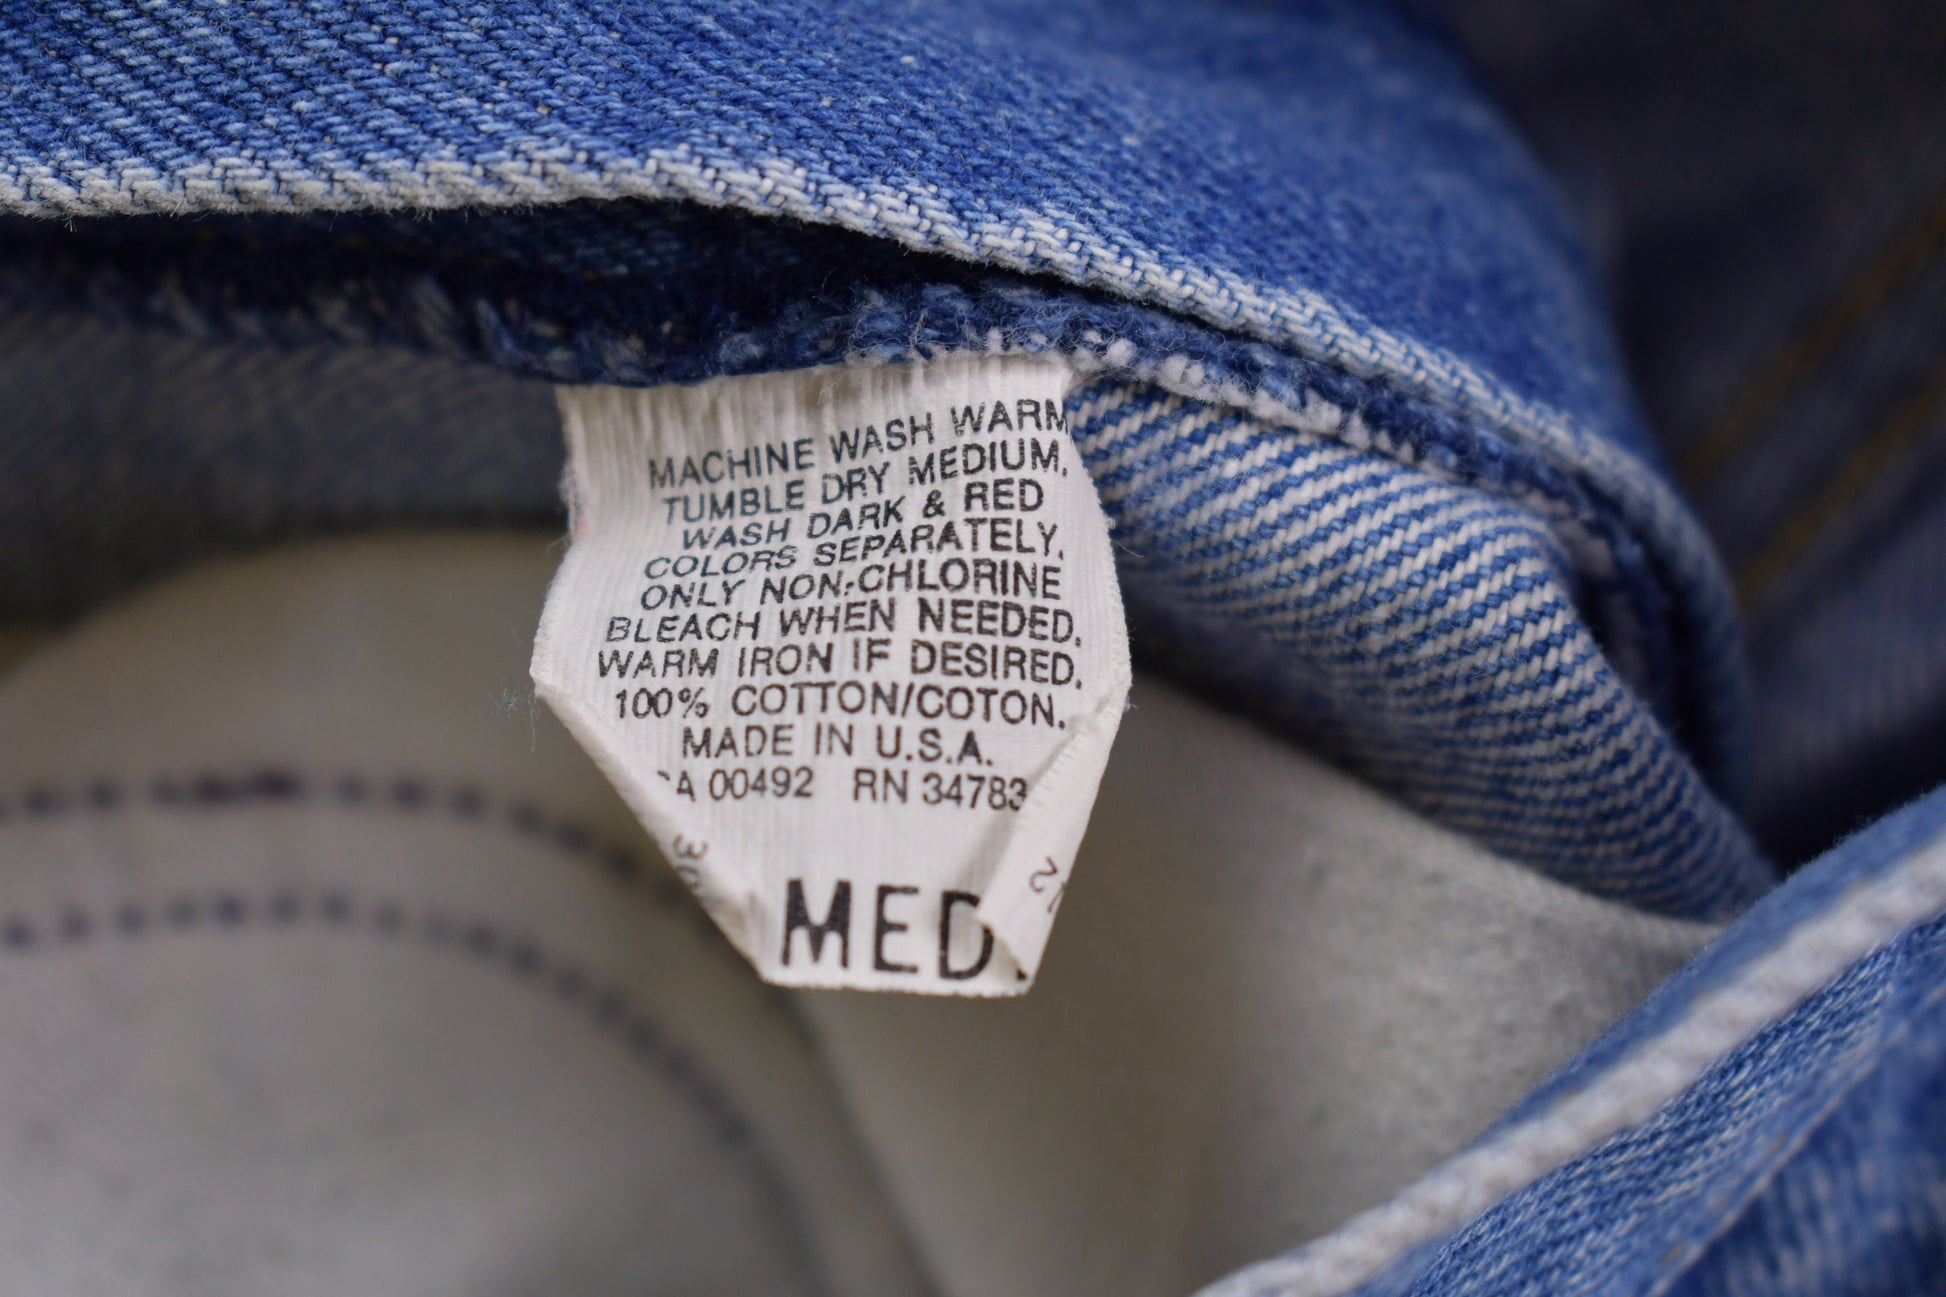 MACHINE WASH WARM
TUMBLE DRY MEDIUM.
WASH DARK & RED
COLORS SEPARATELY.
ONLY NON-CHLORINE
BLEACH WHEN NEEDED.
WARM IRON IF DESIRED.
100% COTTON/COTON.
MADE IN U.S.A.
00492 RN 34783
MED.